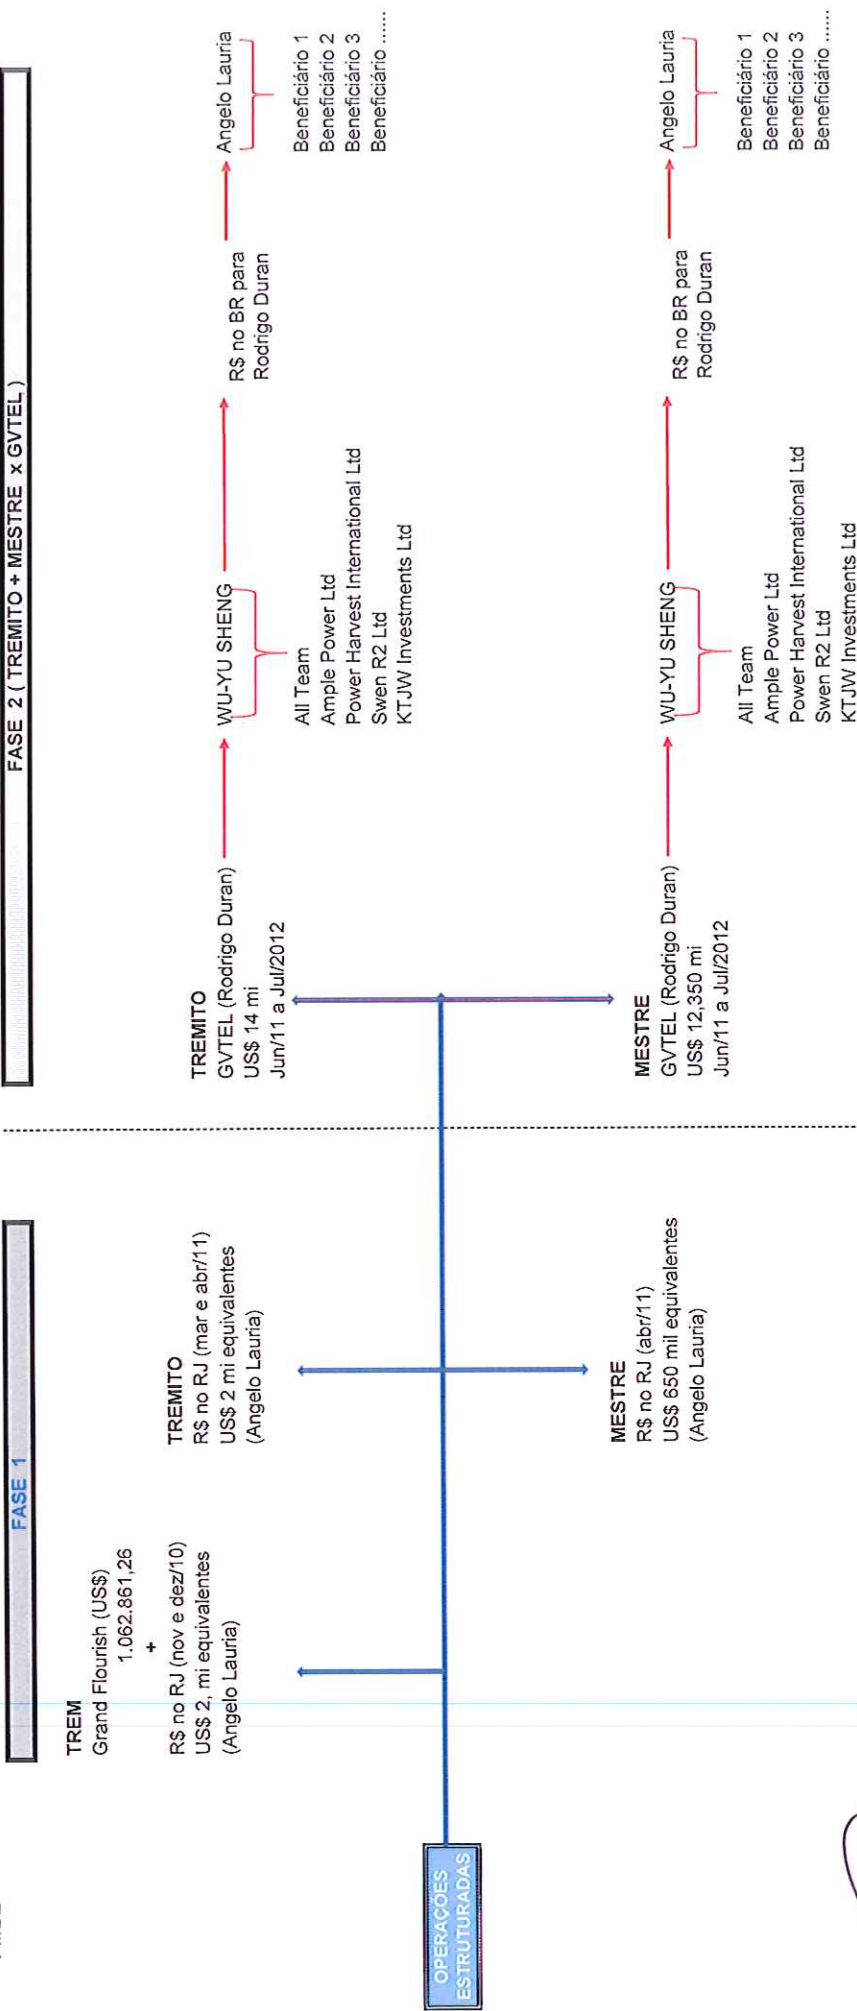 FASE 1
FASE 2 ( TREMITO + MESTRE x GVTEL )
TREM
Grand Flourish (US$)
1.062.861,26
+
R$ no RJ (nov e dez/10)
US$ 2, mi equivalentes
(Angelo Lauria)
TREMITO
R$ no RJ (mar e abr/11)
US$ 2 mi equivalentes
(Angelo Lauria)
MESTRE
R$ no RJ (abr/11)
US$ 650 mil equivalentes
(Angelo Lauria)
OPERAÇÕES
ESTRUTURADAS
TREMITO
GVTEL (Rodrigo Duran)
US$ 14 mi
Jun/11 a Jul/2012
WU-YU SHENG
All Team
Ample Power Ltd
Power Harvest International Ltd
Swen R2 Ltd
KTJW Investments Ltd
R$ no BR para
Rodrigo Duran
Angelo Lauria
Beneficiário 1
Beneficiário 2
Beneficiário 3
Beneficiário ......
MESTRE
GVTEL (Rodrigo Duran)
US$ 12,350 mi
Jun/11 a Jul/2012
WU-YU SHENG
All Team
Ample Power Ltd
Power Harvest International Ltd
Swen R2 Ltd
KTJW Investments Ltd
R$ no BR para
Rodrigo Duran
Angelo Lauria
Beneficiário 1
Beneficiário 2
Beneficiário 3
Beneficiário ......